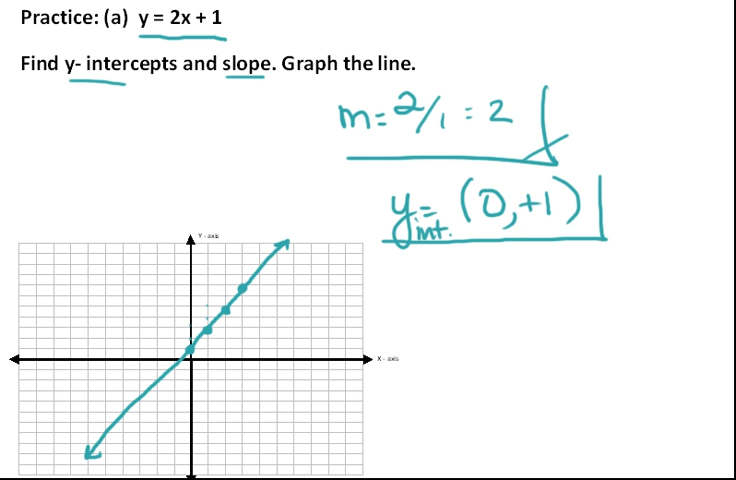 Practice: (a) y = 2x + 1
Find y- intercepts and slope. Graph the line.
m = 2/1 = 2
y int. = (0,+1)
Y - axis
X - axis